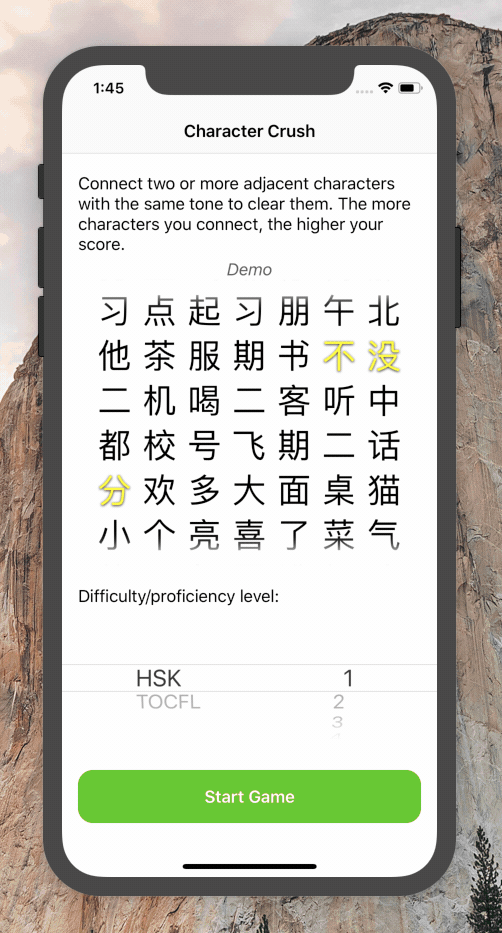 1:45
Character Crush
Connect two or more adjacent characters
with the same tone to clear them. The more
characters you connect, the higher your
score.
Demo
习 点 起 习 朋 午 北
他 茶 服 期 书 不 没
二 机 喝 二 客 听 中
都 校 号 飞 期 二 话
分 欢 多 大 面 桌 猫
小 个 亮 喜 了 菜 气
Difficulty/proficiency level:
HSK 1
TOCFL 2
3
Start Game